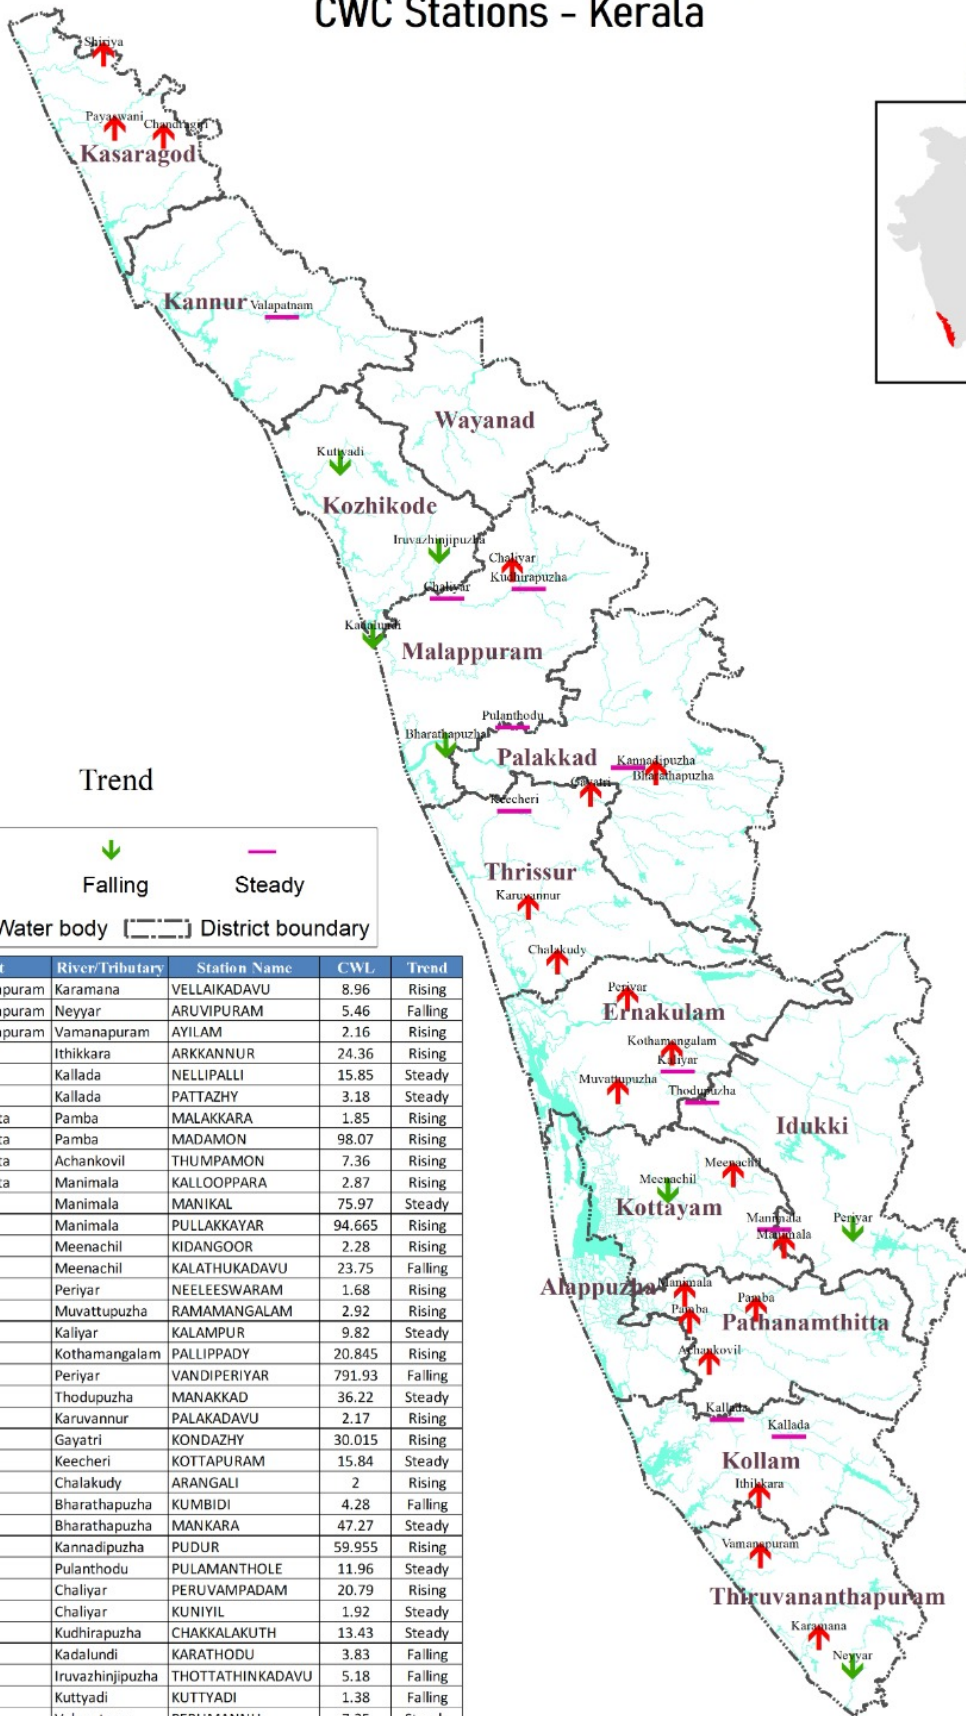 CWC Stations - Kerala
Shiriya
Payaswani
Chandragiri
Kasaragod
Kannur
Valapatnam
Wayanad
Kuttyadi
Kozhikode
Iruvazhinjipuzha
Chaliyar
Kudhirapuzha
Chaliyar
Kadalundi
Malappuram
Pulanthodu
Bharathapuzha
Palakkad
Kannadipuzha
Bharathapuzha
Gayatri
Keecheri
Thrissur
Karuvannur
Chalakudy
Periyar
Ernakulam
Kothamangalam
Kaliyar
Muvattupuzha
Thodupuzha
Idukki
Meenachil
Meenachil
Kottayam
Manimala
Periyar
Manimala
Alappuzha
Manimala
Pamba
Pamba
Pathanamthitta
Achankovil
Kallada
Kallada
Kollam
Ithikkara
Vamanapuram
Thiruvananthapuram
Karamana
Neyyar
Trend
Falling Steady
Water body District boundary
t River/Tributary Station Name CWL Trend
puram Karamana VELLAIKADAVU 8.96 Rising
puram Neyyar ARUVIPURAM 5.46 Falling
puram Vamanapuram AYILAM 2.16 Rising
Ithikkara ARKKANNUR 24.36 Rising
Kallada NELLIPALLI 15.85 Steady
Kallada PATTAZHY 3.18 Steady
ta Pamba MALAKKARA 1.85 Rising
ta Pamba MADAMON 98.07 Rising
ta Achankovil THUMPAMON 7.36 Rising
ta Manimala KALLOOPPARA 2.87 Rising
Manimala MANIKAL 75.97 Steady
Manimala PULLAKKAYAR 94.665 Rising
Meenachil KIDANGOOR 2.28 Rising
Meenachil KALATHUKADAVU 23.75 Falling
Periyar NEELEESWARAM 1.68 Rising
Muvattupuzha RAMAMANGALAM 2.92 Rising
Kaliyar KALAMPUR 9.82 Steady
Kothamangalam PALLIPPADY 20.845 Rising
Periyar VANDIPERIYAR 791.93 Falling
Thodupuzha MANAKKAD 36.22 Steady
Karuvannur PALAKADAVU 2.17 Rising
Gayatri KONDAZHY 30.015 Rising
Keecheri KOTTAPURAM 15.84 Steady
Chalakudy ARANGALI 2 Rising
Bharathapuzha KUMBIDI 4.28 Falling
Bharathapuzha MANKARA 47.27 Steady
Kannadipuzha PUDUR 59.955 Rising
Pulanthodu PULAMANTHOLE 11.96 Steady
Chaliyar PERUVAMPADAM 20.79 Rising
Chaliyar KUNIYIL 1.92 Steady
Kudhirapuzha CHAKKALAKUTH 13.43 Steady
Kadalundi KARATHODU 3.83 Falling
Iruvazhinjipuzha THOTTATHINKADAVU 5.18 Falling
Kuttyadi KUTTYADI 1.38 Falling